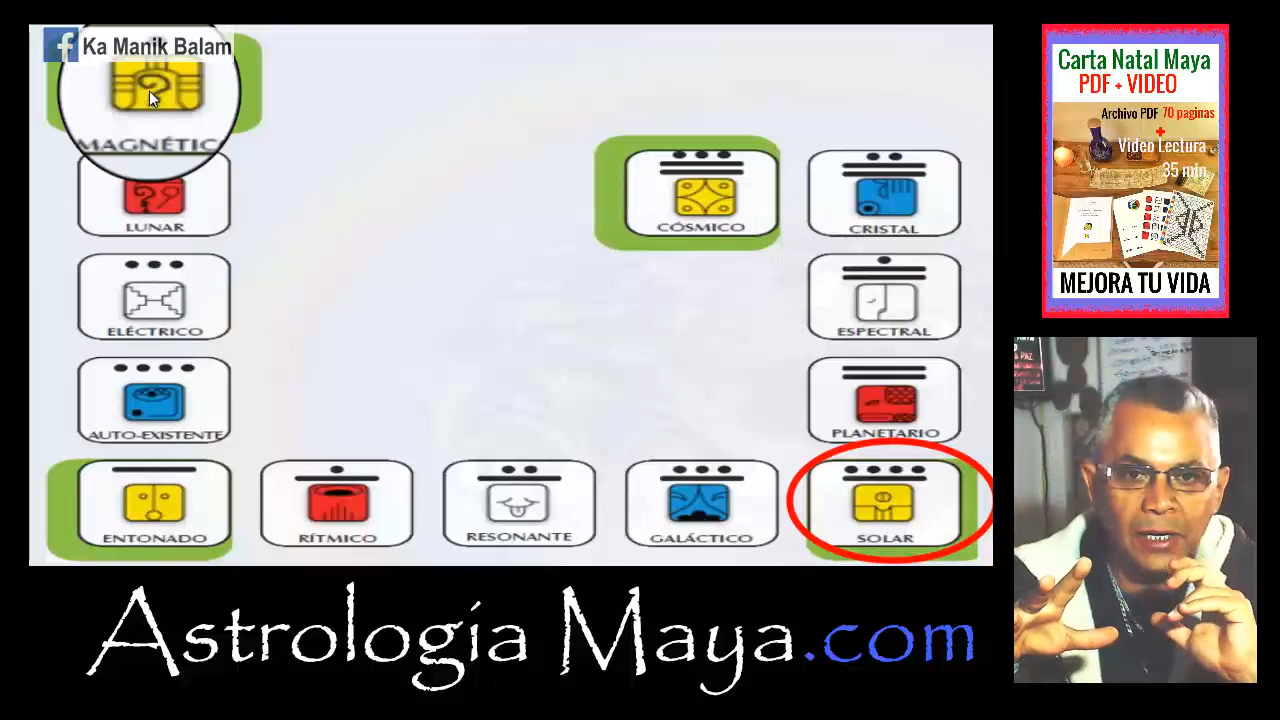 Ka Manik Balam
MAGNÉTIC
LUNAR
ELÉCTRICO
AUTO-EXISTENTE
ENTONADO
RÍTMICO
RESONANTE
GALÁCTICO
SOLAR
PLANETARIO
ESPECTRAL
CRISTAL
CÓSMICO
Carta Natal Maya
PDF + VIDEO
Archivo PDF 70 paginas
+
Video Lectura
35 min.
MEJORA TU VIDA
Astrología Maya.com